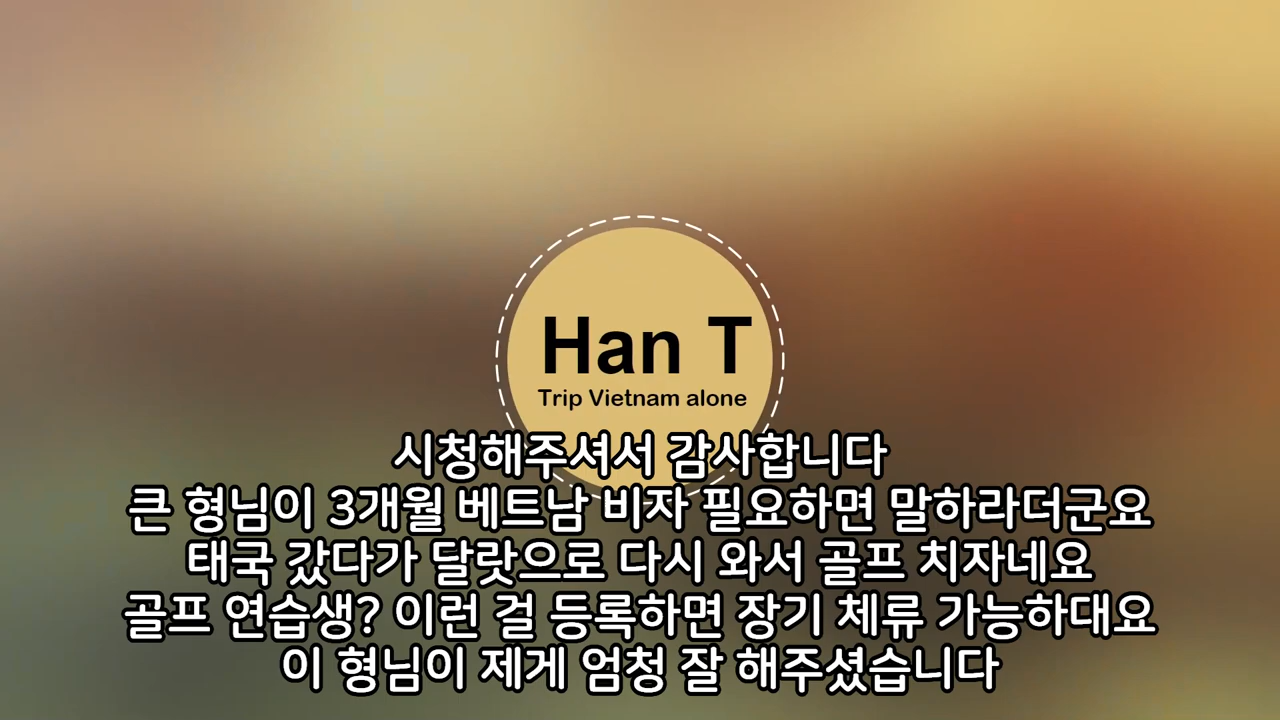 Han T
Trip Vietnam alone
시청해주셔서 감사합니다
큰 형님이 3개월 베트남 비자 필요하면 말하라더군요
태국 갔다가 달랏으로 다시 와서 골프 치자네요
골프 연습생? 이런 걸 등록하면 장기 체류 가능하대요
이 형님이 제게 엄청 잘 해주셨습니다